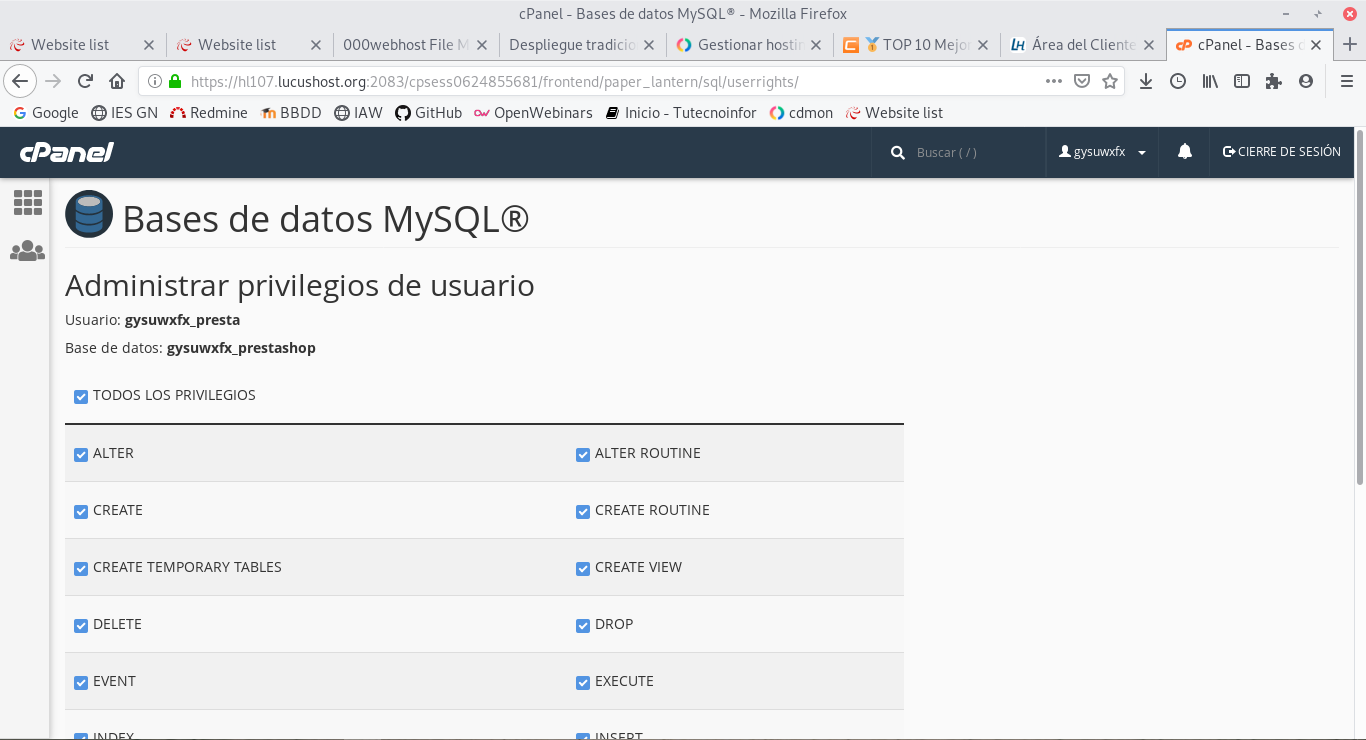 cPanel - Bases de datos MySQL® - Mozilla Firefox
Website list
Website list
000webhost File M
Despliegue tradicio
Gestionar hostin
TOP 10 Mejo
Área del Cliente
cPanel - Bases d
https://hl107.lucushost.org:2083/cpsess0624855681/frontend/paper_lantern/sql/userrights/
Google IES GN Redmine BBDD IAW GitHub OpenWebinars Inicio - Tutecnoinfor cdmon Website list
cPanel
Buscar ( / )
gysuwxfx
CIERRE DE SESIÓN
Bases de datos MySQL®
Administrar privilegios de usuario
Usuario: gysuwxfx_presta
Base de datos: gysuwxfx_prestashop
TODOS LOS PRIVILEGIOS
ALTER ALTER ROUTINE
CREATE CREATE ROUTINE
CREATE TEMPORARY TABLES CREATE VIEW
DELETE DROP
EVENT EXECUTE
INDEX INSERT